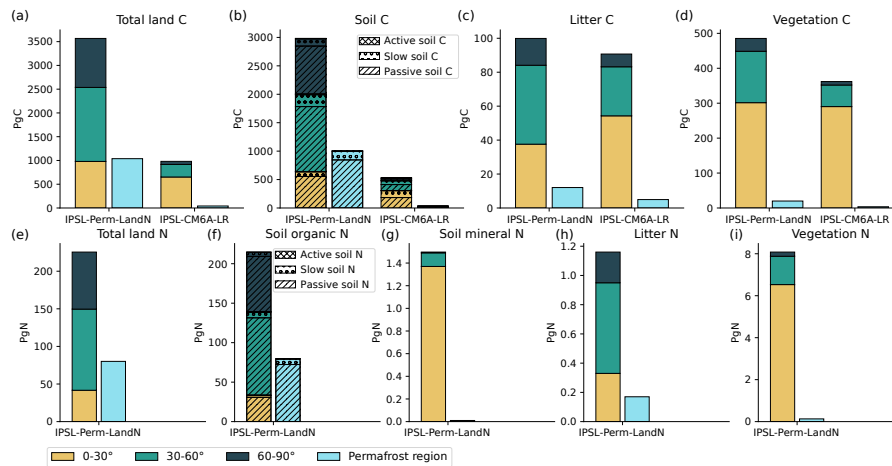 (a) Total land C
PgC
3500
3000
2500
2000
1500
1000
500
0
IPSL-Perm-LandN IPSL-CM6A-LR
(b) Soil C
PgC
3000
2500
2000
1500
1000
500
0
Active soil C
Slow soil C
Passive soil C
IPSL-Perm-LandN IPSL-CM6A-LR
(c) Litter C
PgC
100
80
60
40
20
0
IPSL-Perm-LandN IPSL-CM6A-LR
(d) Vegetation C
PgC
500
400
300
200
100
0
IPSL-Perm-LandN IPSL-CM6A-LR
(e) Total land N
PgN
200
150
100
50
0
IPSL-Perm-LandN
(f) Soil organic N
PgN
200
150
100
50
0
Active soil N
Slow soil N
Passive soil N
IPSL-Perm-LandN
(g) Soil mineral N
PgN
1.4
1.2
1.0
0.8
0.6
0.4
0.2
0.0
IPSL-Perm-LandN
(h) Litter N
PgN
1.2
1.0
0.8
0.6
0.4
0.2
0.0
IPSL-Perm-LandN
(i) Vegetation N
PgN
8
6
4
2
0
IPSL-Perm-LandN
0-30° 30-60° 60-90° Permafrost region